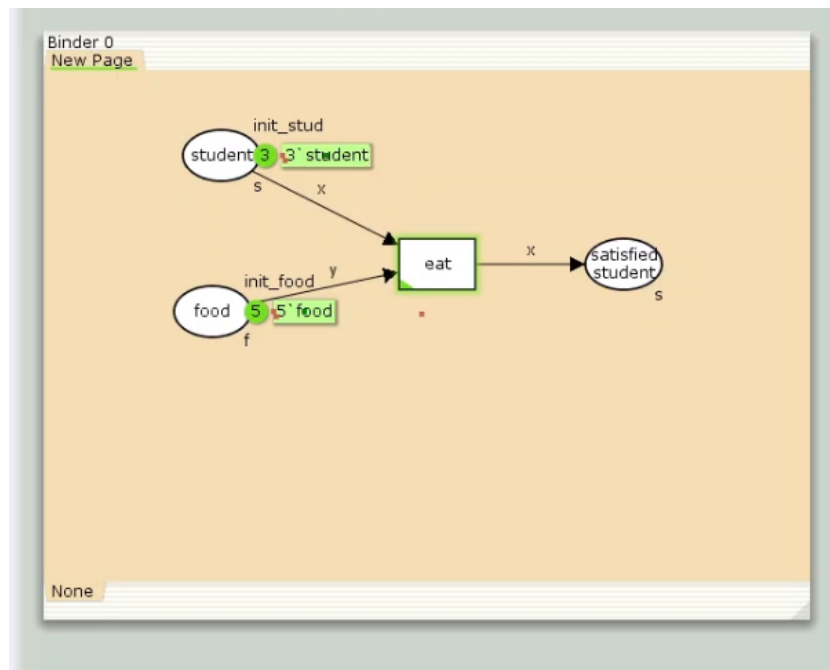 Binder 0
New Page
init_stud
student 3 3`student
s
x
init_food
y
eat
x
satisfied
student
s
food 5 5`food
f
None